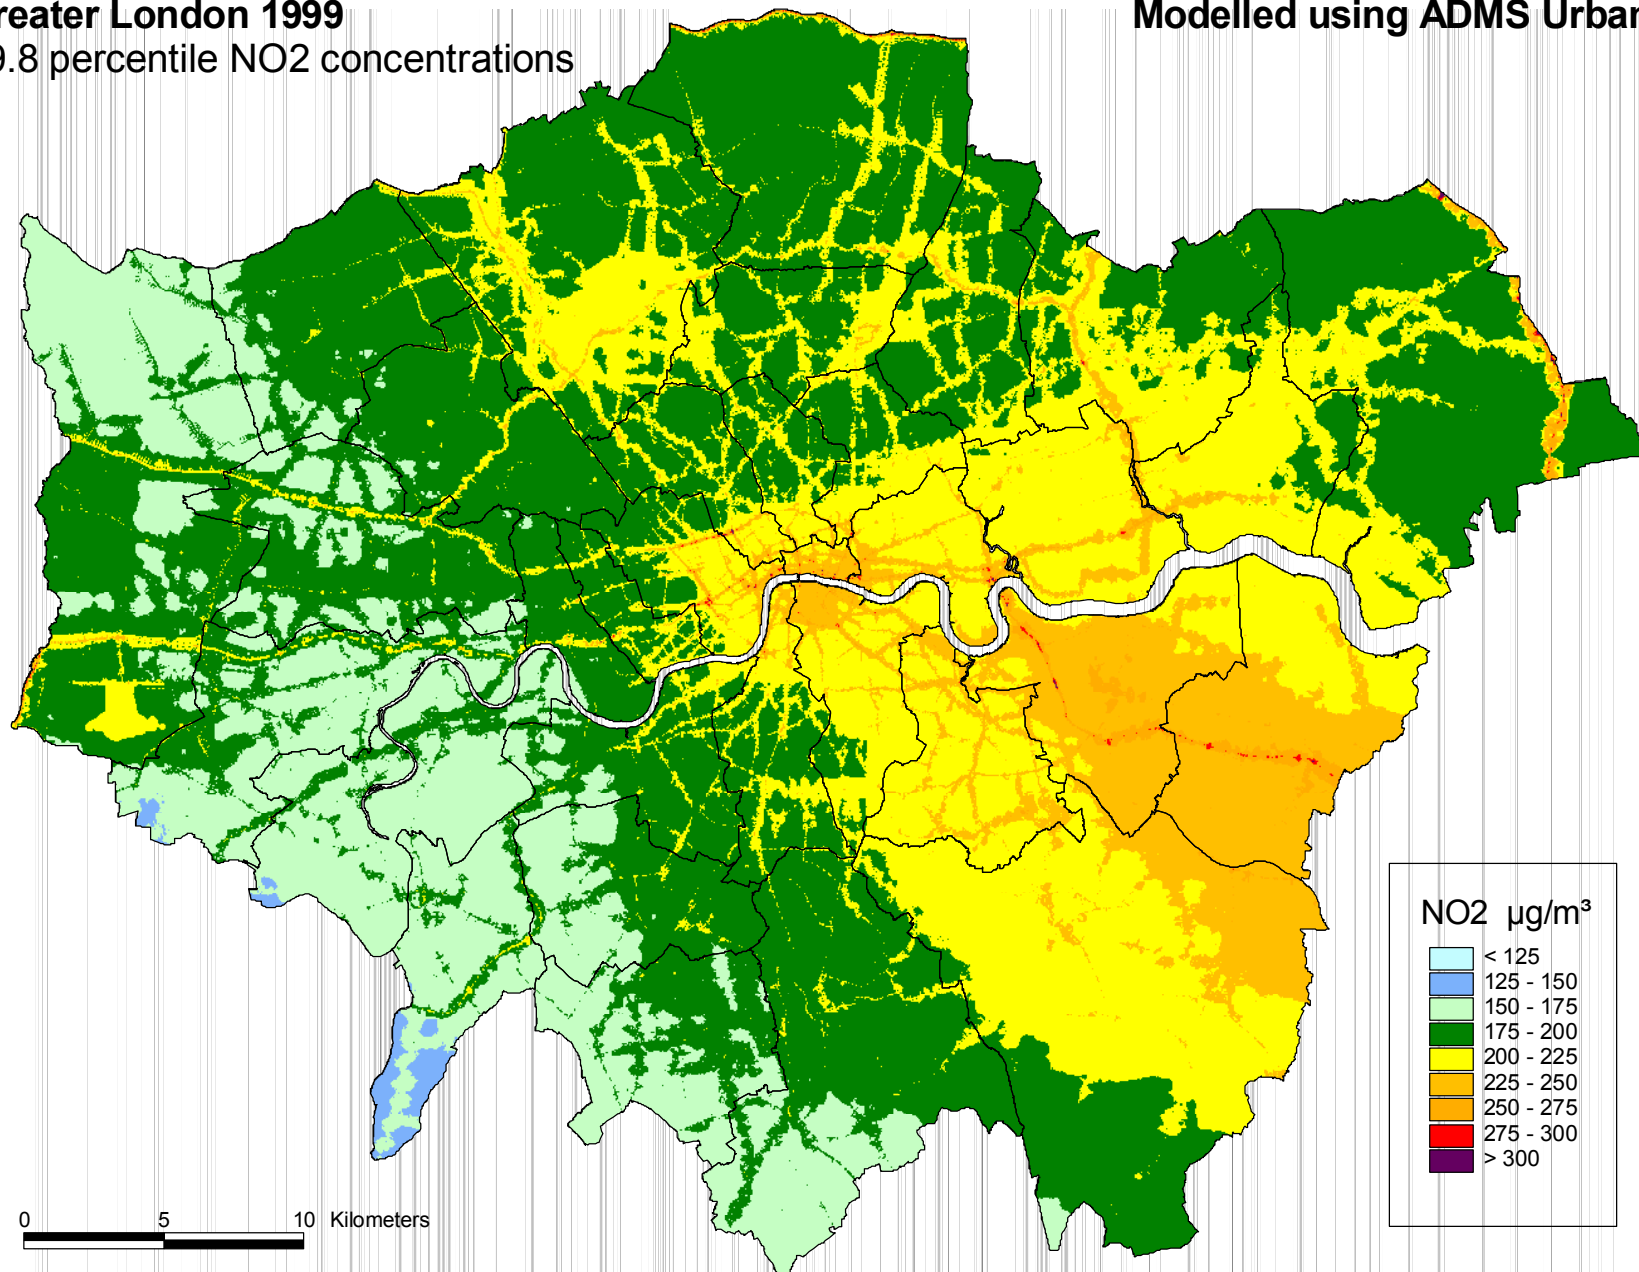 reater London 1999
Modelled using ADMS Urban
9.8 percentile NO2 concentrations
NO2 µg/m³
< 125
125 - 150
150 - 175
175 - 200
200 - 225
225 - 250
250 - 275
275 - 300
> 300
0 5 10 Kilometers